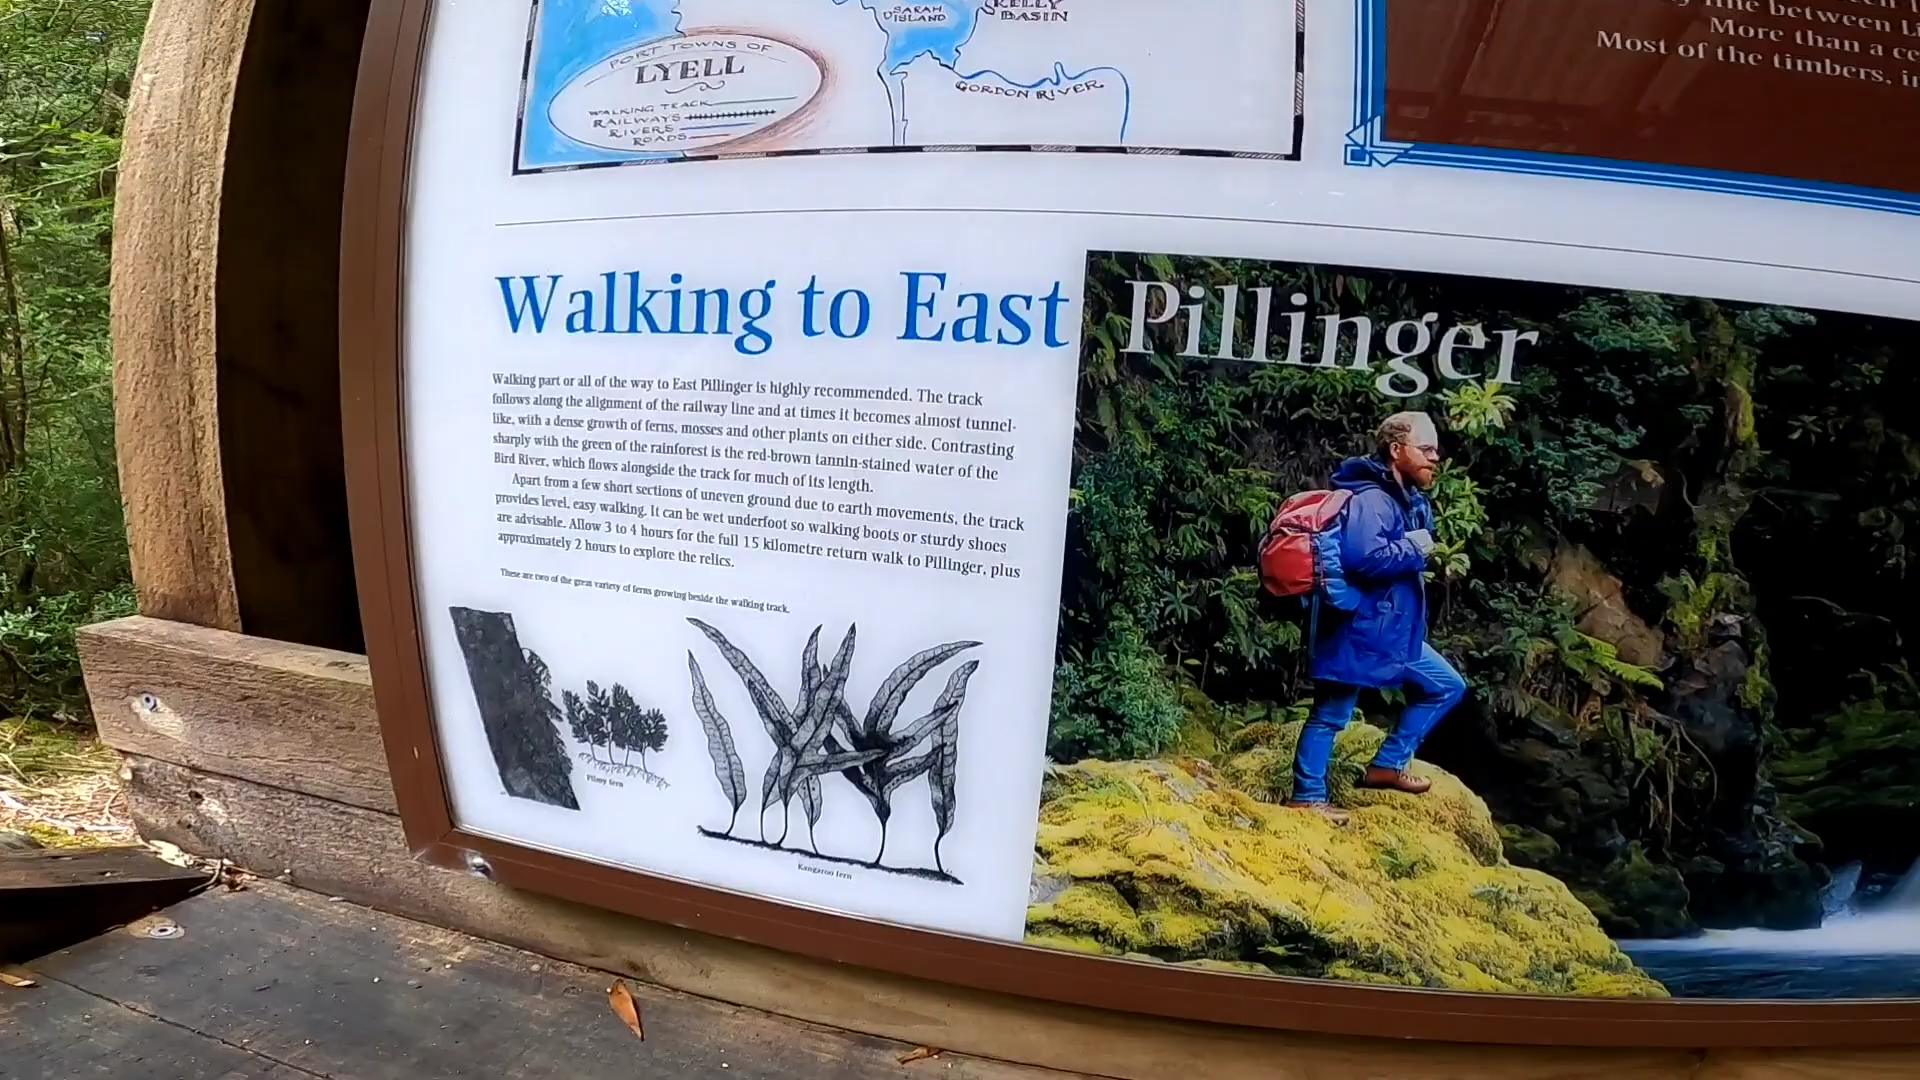 SARAH
ISLAND
KELLY
BASIN
PORT TOWNS OF
LYELL
WALKING TRACK
RAILWAYS
RIVERS
ROADS
GORDON RIVER
line between
More than a
Most of the timbers,
Walking to East Pillinger
Walking part or all of the way to East Pillinger is highly recommended. The track
follows along the alignment of the railway line and at times it becomes almost tunnel-
like, with a dense growth of ferns, mosses and other plants on either side. Contrasting
sharply with the green of the rainforest is the red-brown tannin-stained water of the
Bird River, which flows alongside the track for much of its length.
Apart from a few short sections of uneven ground due to earth movements, the track
provides level, easy walking. It can be wet underfoot so walking boots or sturdy shoes
are advisable. Allow 3 to 4 hours for the full 15 kilometre return walk to Pillinger, plus
approximately 2 hours to explore the relics.
These are two of the great variety of ferns growing beside the walking track.
Filmy fern
Kangaroo fern